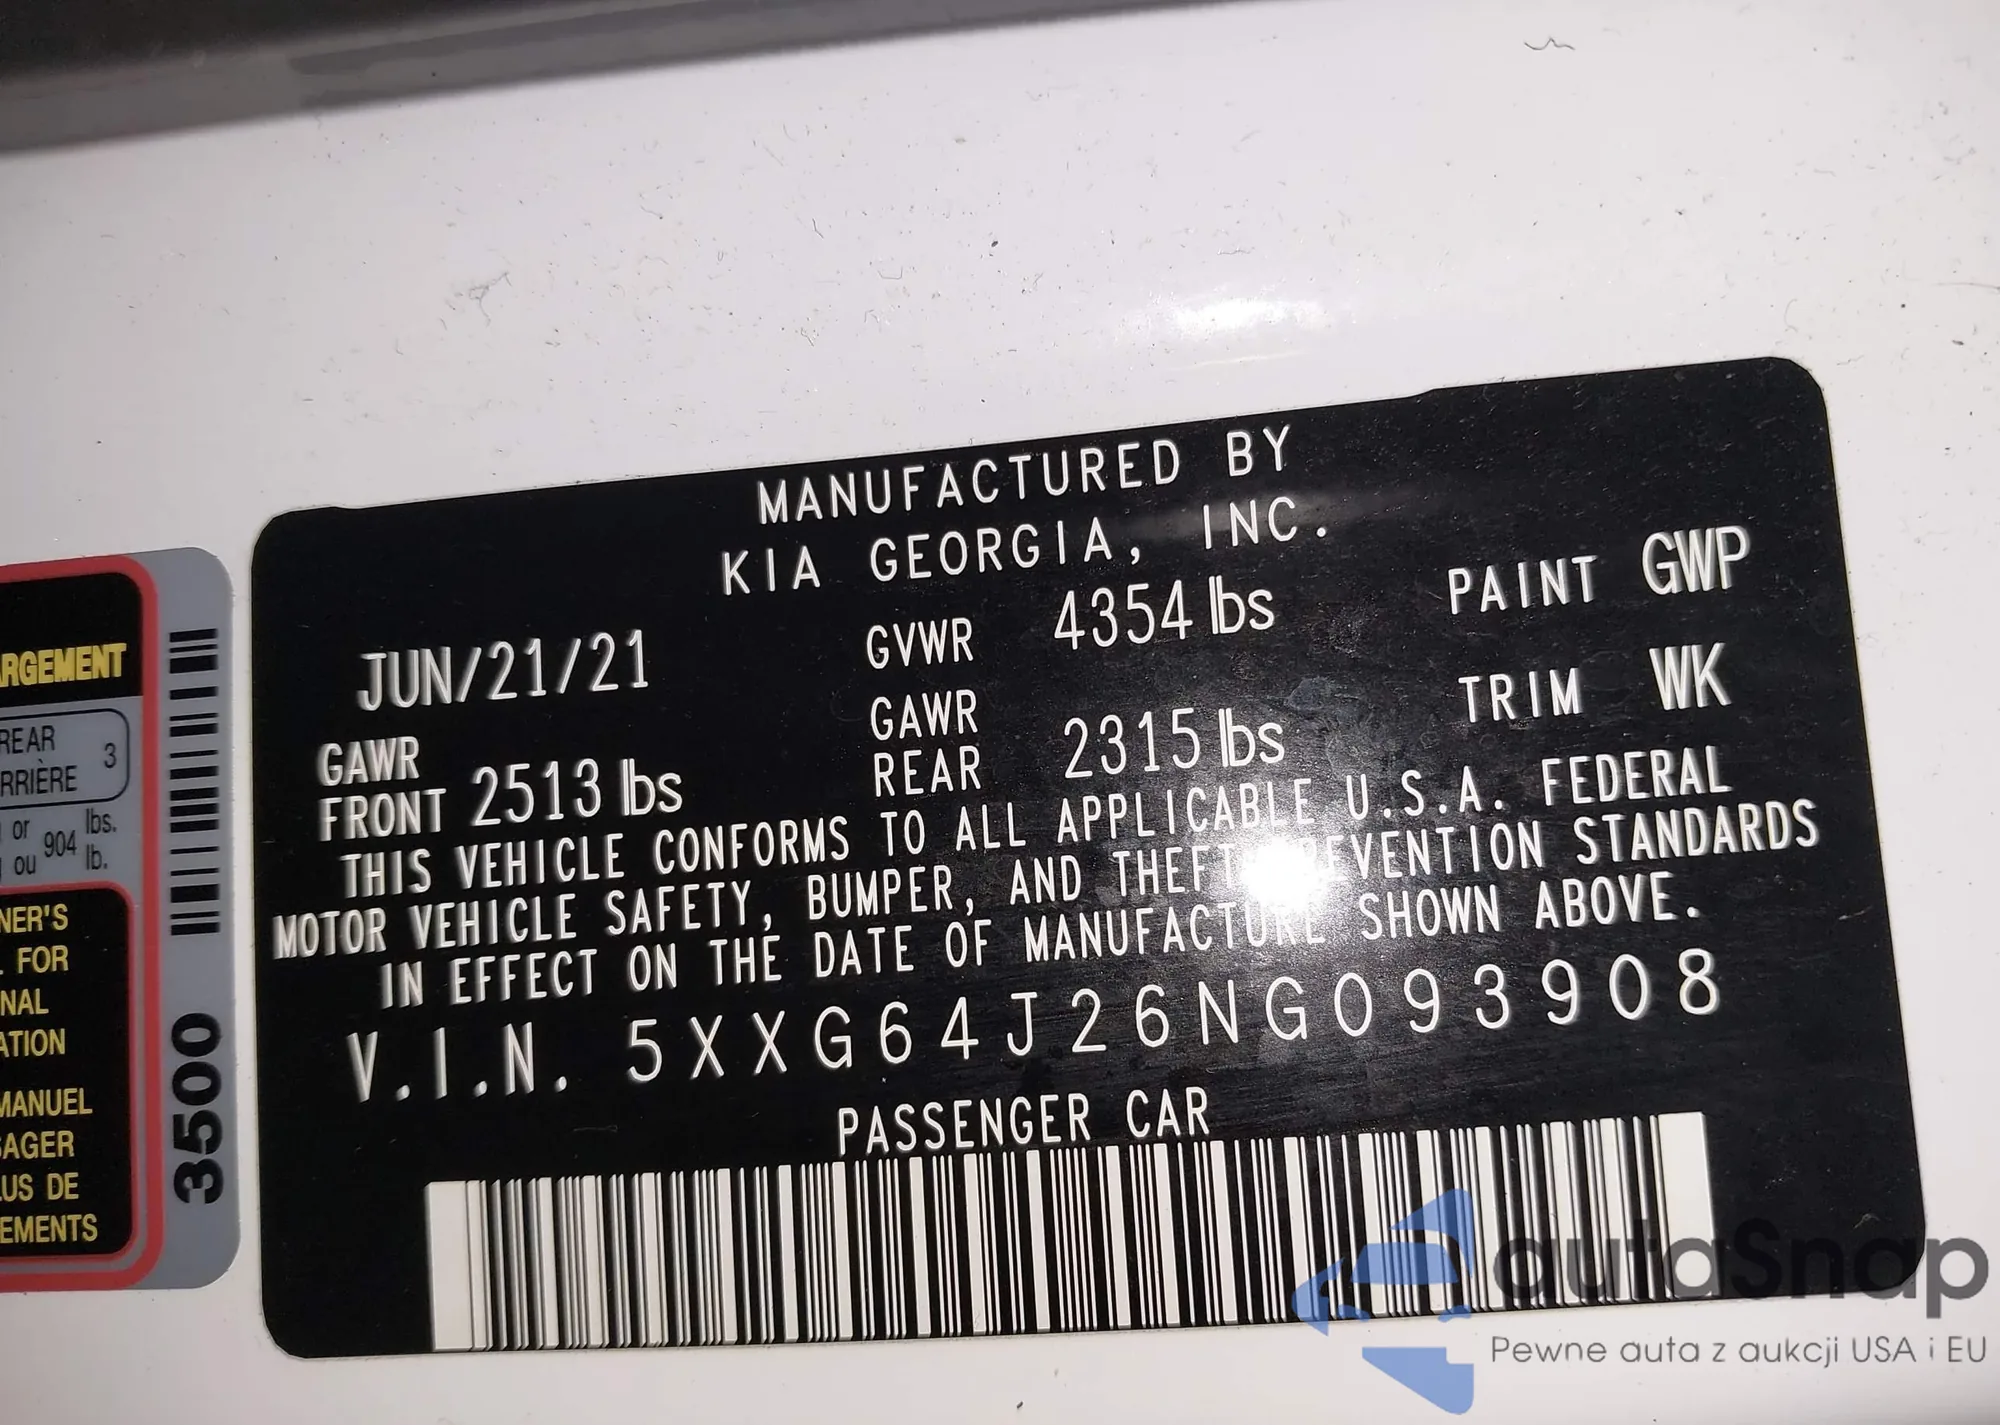 MANUFACTURED BY
KIA GEORGIA, INC.
JUN/21/21 GVWR 4354 lbs PAINT GWP
GAWR FRONT 2513 lbs GAWR REAR 2315 lbs TRIM WK
THIS VEHICLE CONFORMS TO ALL APPLICABLE U.S.A. FEDERAL
MOTOR VEHICLE SAFETY, BUMPER, AND THEFT PREVENTION STANDARDS
IN EFFECT ON THE DATE OF MANUFACTURE SHOWN ABOVE.
V.I.N. 5XXG64J26NG093908
PASSENGER CAR
ARGEMENT
REAR 3
RRIÈRE
or 904 lbs.
ou lb.
NER'S
FOR
NAL
ATION
MANUEL
SAGER
LUS DE
EMENTS
3500
autaSnap
Pewne auta z aukcji USA i EU